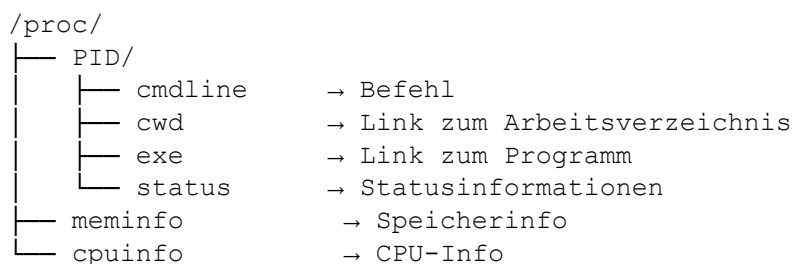 /proc/
├── PID/
│   ├── cmdline    → Befehl
│   ├── cwd        → Link zum Arbeitsverzeichnis
│   ├── exe        → Link zum Programm
│   └── status     → Statusinformationen
├── meminfo         → Speicherinfo
└── cpuinfo         → CPU-Info